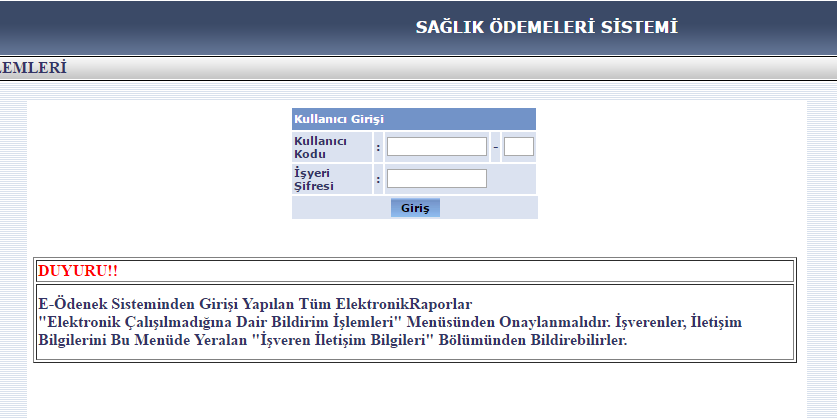 SAĞLIK ÖDEMELERİ SİSTEMİ
LEMLERİ
Kullanıcı Girişi
Kullanıcı
Kodu : -
İşyeri
Şifresi :
Giriş
DUYURU!!
E-Ödenek Sisteminden Girişi Yapılan Tüm ElektronikRaporlar
"Elektronik Çalışılmadığına Dair Bildirim İşlemleri" Menüsünden Onaylanmalıdır. İşverenler, İletişim
Bilgilerini Bu Menüde Yeralan "İşveren İletişim Bilgileri" Bölümünden Bildirebilirler.